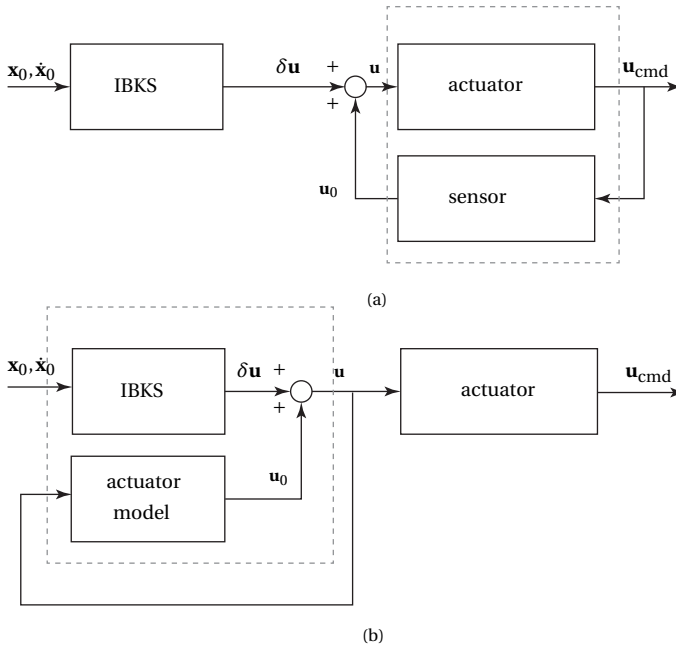 𝐱₀, ẋ₀
IBKS
δ𝐮
+
+
𝐮
actuator
𝐮cmd
𝐮₀
sensor
(a)
𝐱₀, ẋ₀
IBKS
δ𝐮
+
+
𝐮
actuator
𝐮cmd
actuator
model
𝐮₀
(b)